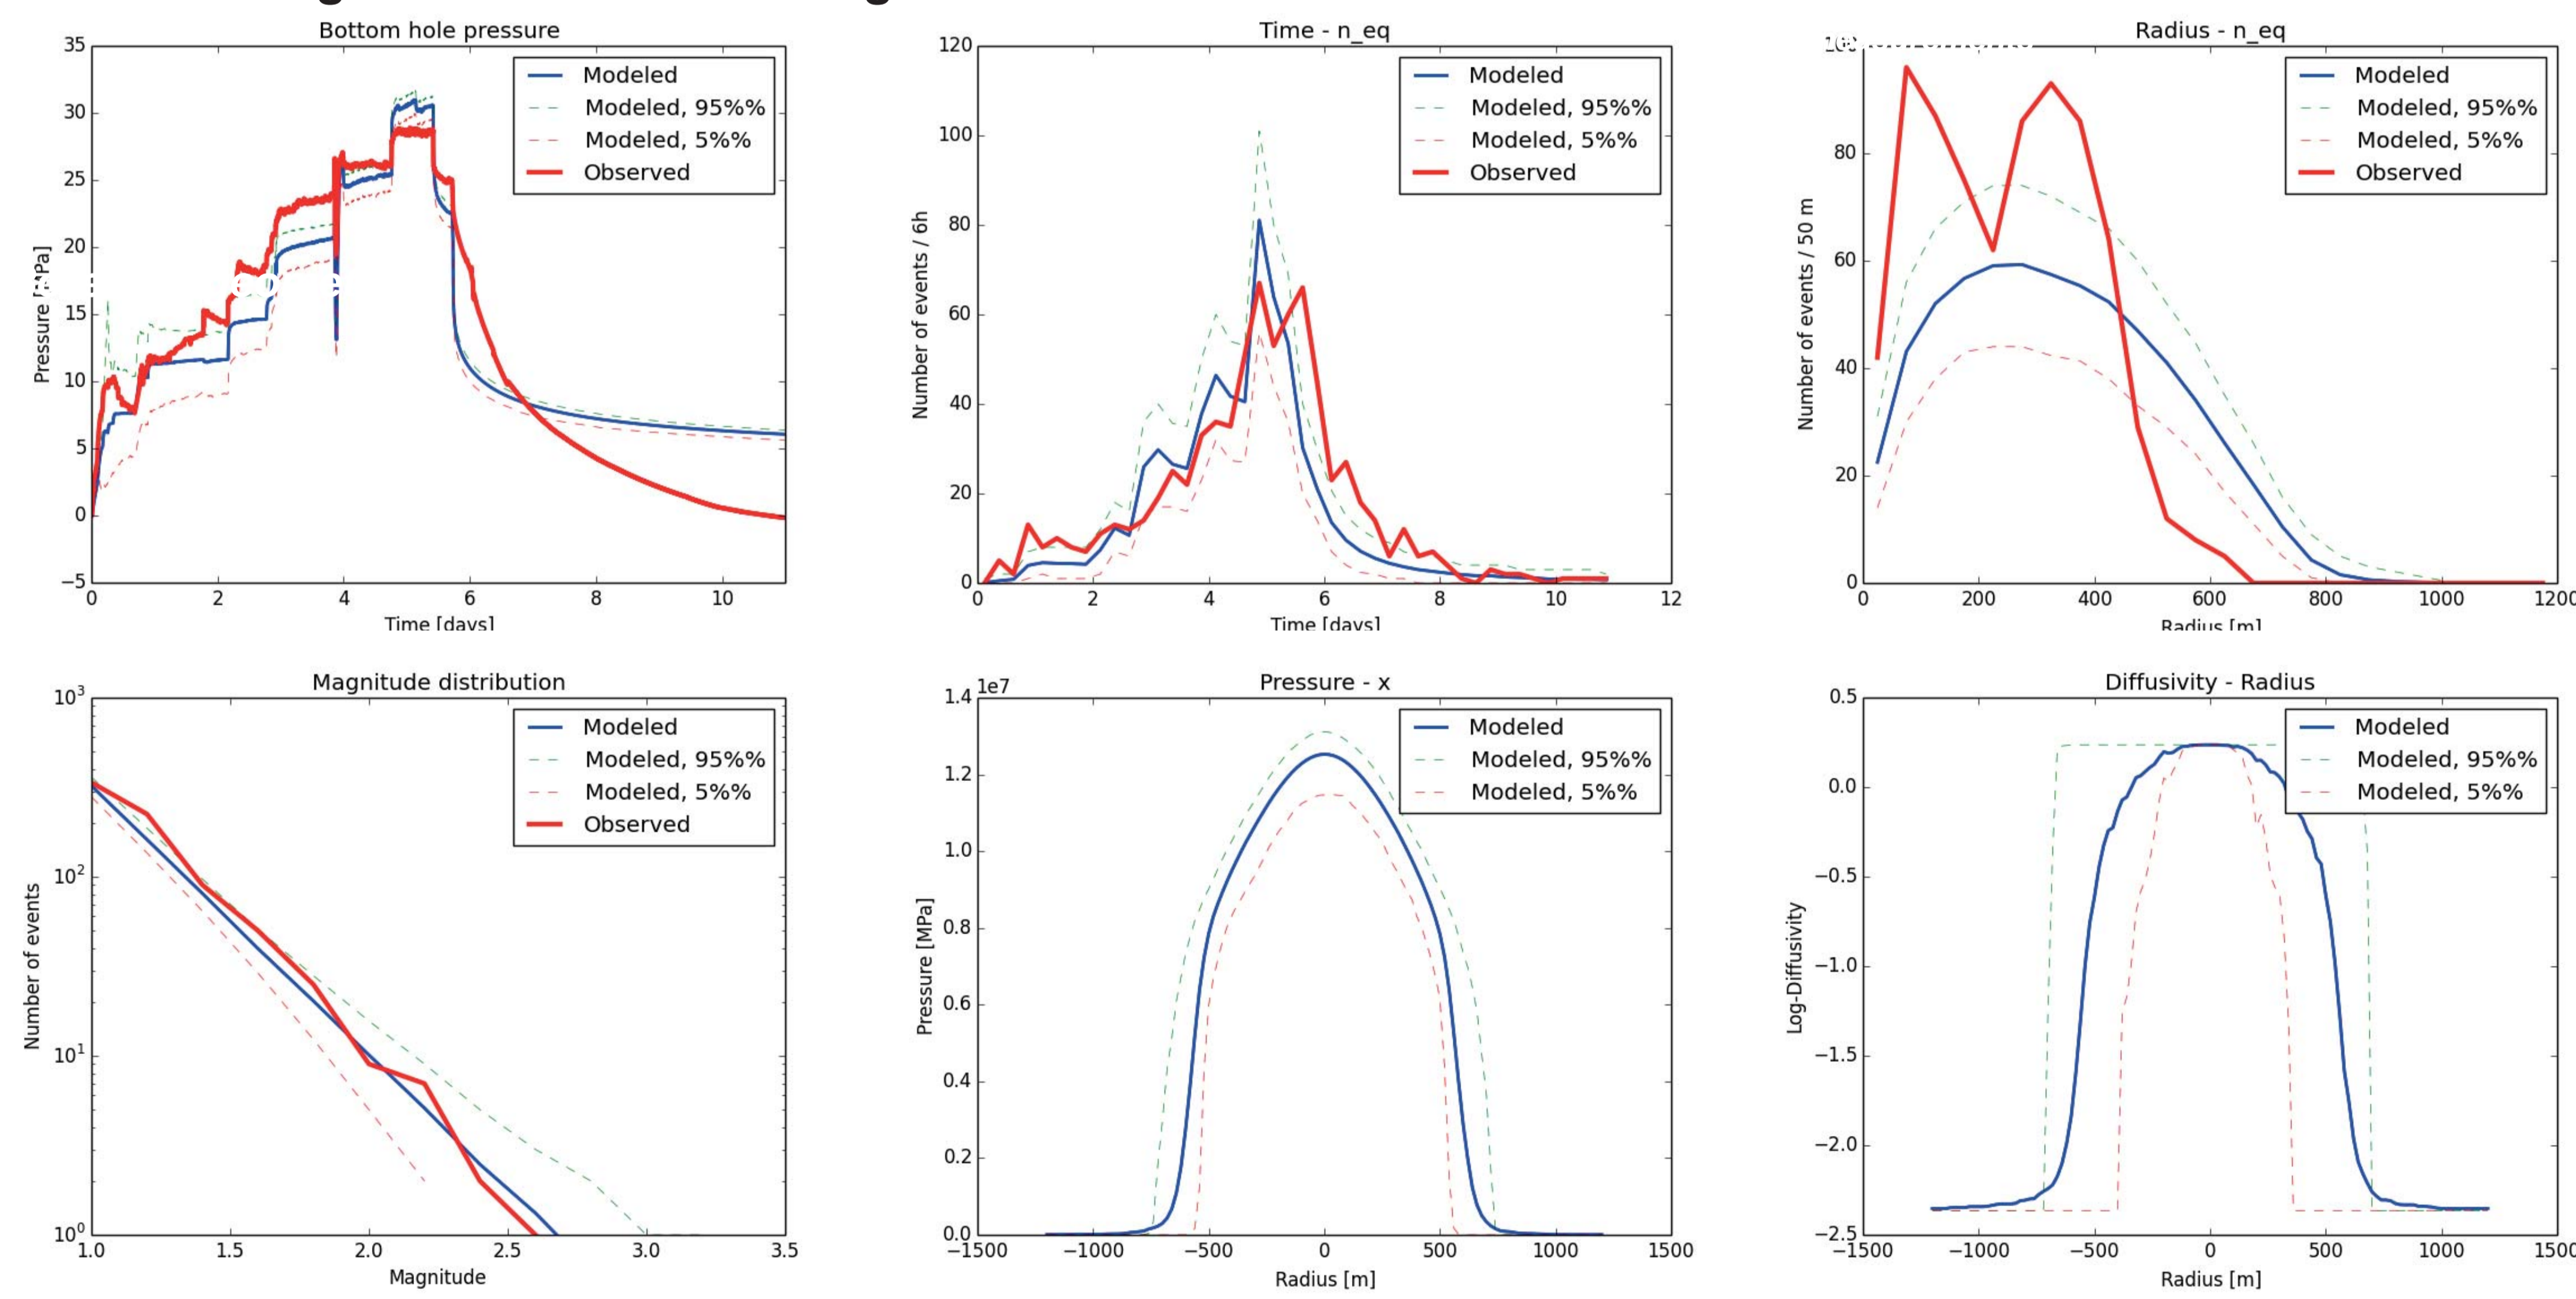 Bottom hole pressure
35
30
25
20
15
10
5
0
−5
Pressure [MPa]
Modeled
Modeled, 95%%
Modeled, 5%%
Observed
0 2 4 6 8 10
Time [days]
Time - n_eq
120
100
80
60
40
20
0
Number of events / 6h
Modeled
Modeled, 95%%
Modeled, 5%%
Observed
0 2 4 6 8 10 12
Time [days]
Radius - n_eq
80
60
40
20
0
Number of events / 50 m
Modeled
Modeled, 95%%
Modeled, 5%%
Observed
0 200 400 600 800 1000 1200
Radius [m]
Magnitude distribution
10³
10²
10¹
10⁰
Number of events
Modeled
Modeled, 95%%
Modeled, 5%%
Observed
1.0 1.5 2.0 2.5 3.0 3.5
Magnitude
Pressure - x
1e7
1.4
1.2
1.0
0.8
0.6
0.4
0.2
0.0
Pressure [MPa]
Modeled
Modeled, 95%%
Modeled, 5%%
−1500 −1000 −500 0 500 1000 1500
Radius [m]
Diffusivity - Radius
0.5
0.0
−0.5
−1.0
−1.5
−2.0
−2.5
Log-Diffusivity
Modeled
Modeled, 95%%
Modeled, 5%%
−1500 −1000 −500 0 500 1000 1500
Radius [m]